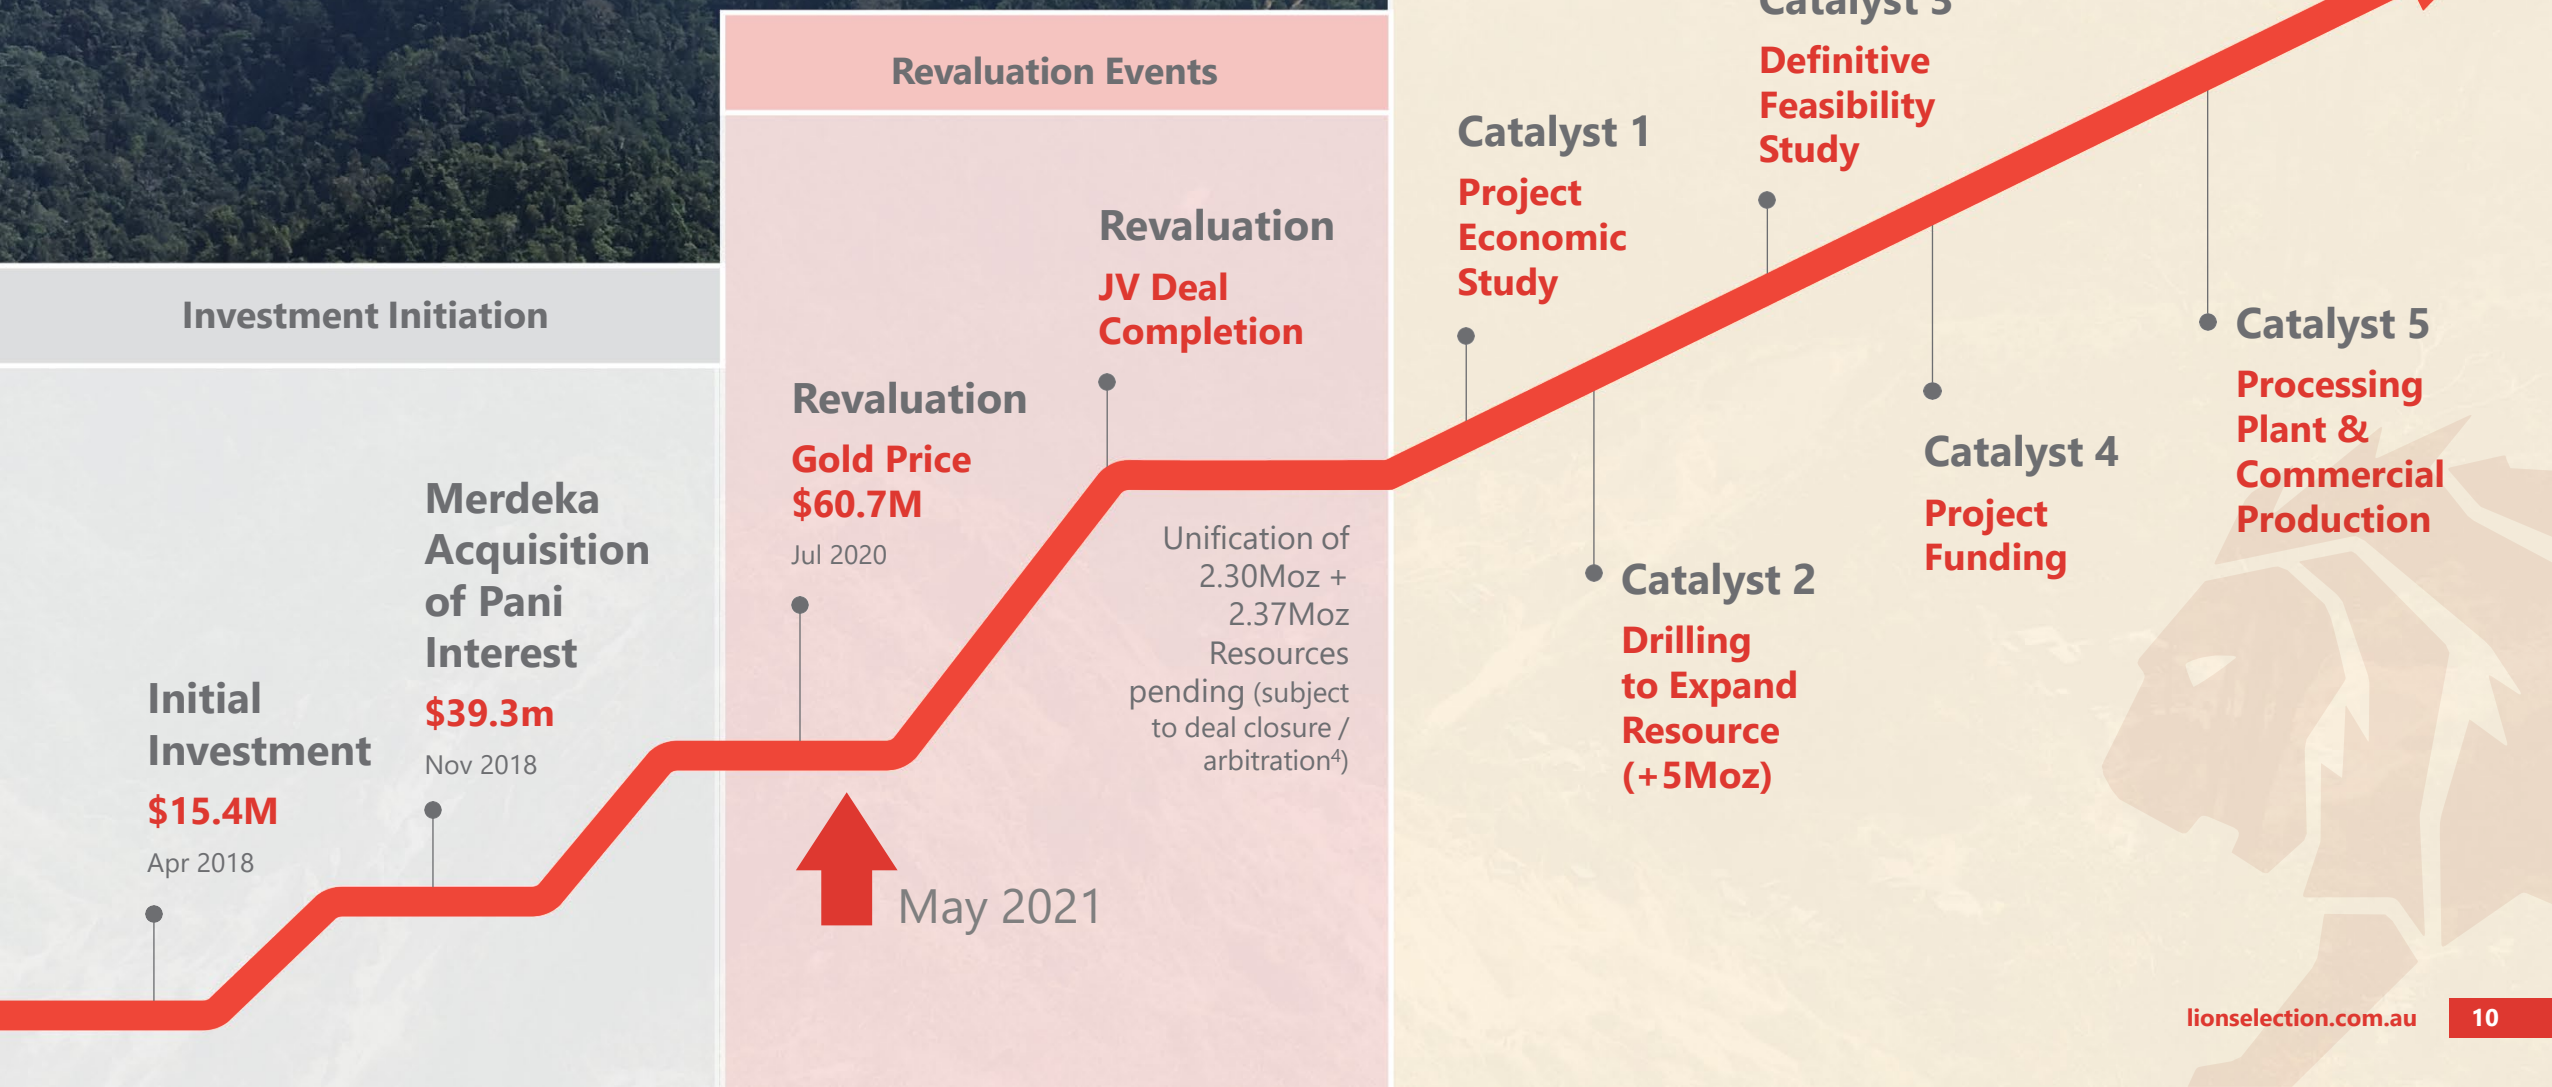 Investment Initiation
Initial
Investment
$15.4M
Apr 2018
Merdeka
Acquisition
of Pani
Interest
$39.3m
Nov 2018
Revaluation Events
Revaluation
Gold Price
$60.7M
Jul 2020
Revaluation
JV Deal
Completion
Unification of
2.30Moz +
2.37Moz
Resources
pending (subject
to deal closure /
arbitration⁴)
May 2021
Catalyst 1
Project
Economic
Study
Catalyst 2
Drilling
to Expand
Resource
(+5Moz)
Catalyst 3
Definitive
Feasibility
Study
Catalyst 4
Project
Funding
Catalyst 5
Processing
Plant &
Commercial
Production
lionselection.com.au
10